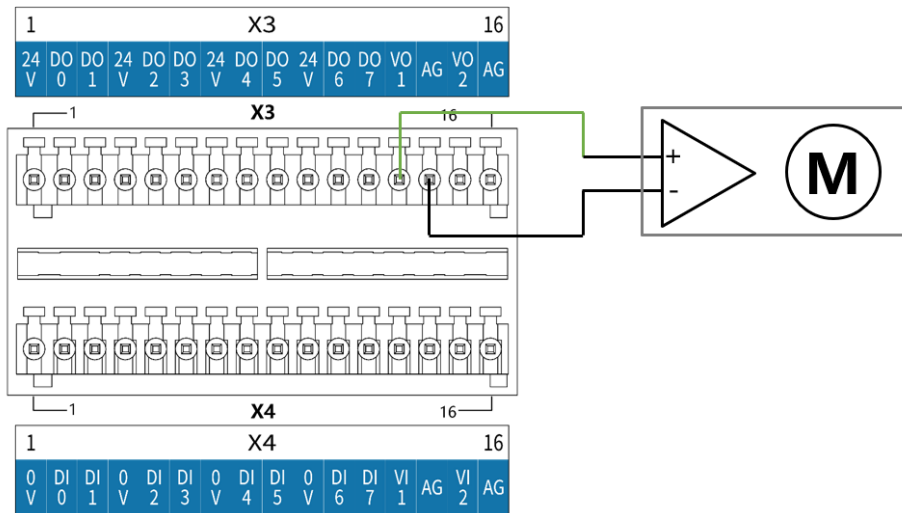 1 X3 16
24 V DO 0 DO 1 24 V DO 2 DO 3 24 V DO 4 DO 5 24 V DO 6 DO 7 VO 1 AG VO 2 AG
1 X3 16
+
- M
1 X4 16
1 X4 16
0 V DI 0 DI 1 0 V DI 2 DI 3 0 V DI 4 DI 5 0 V DI 6 DI 7 VI 1 AG VI 2 AG